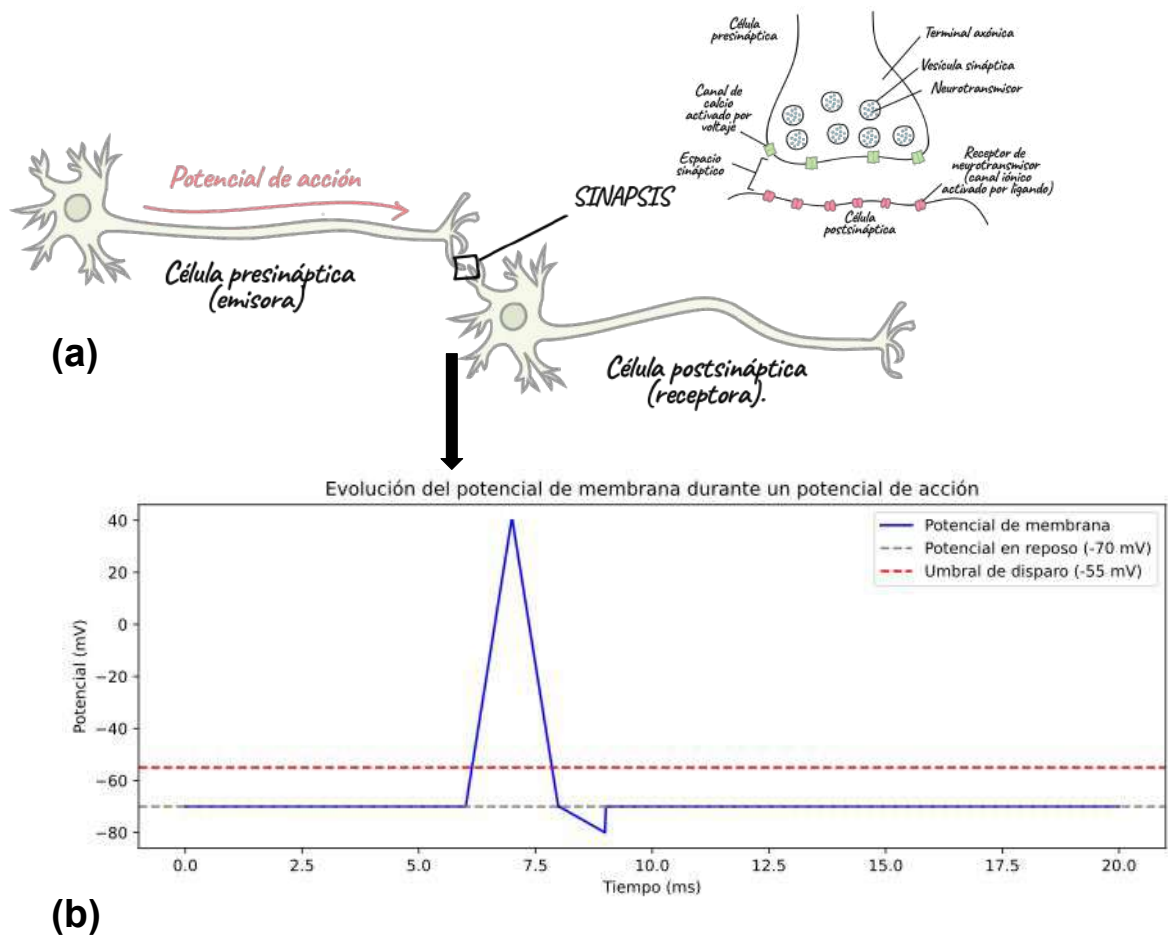 Célula
presináptica
Terminal axónica
Vesícula sináptica
Neurotransmisor
Canal de
calcio
activado por
voltaje
Espacio
sináptico
Receptor de
neurotransmisor
(canal iónico
activado por ligando)
Célula
postsináptica
Potencial de acción
SINAPSIS
Célula presináptica
(emisora)
(a)
Célula postsináptica
(receptora).
Evolución del potencial de membrana durante un potencial de acción
Potencial de membrana
Potencial en reposo (-70 mV)
Umbral de disparo (-55 mV)
Potencial (mV)
40
20
0
−20
−40
−60
−80
0.0
2.5
5.0
7.5
10.0
12.5
15.0
17.5
20.0
Tiempo (ms)
(b)